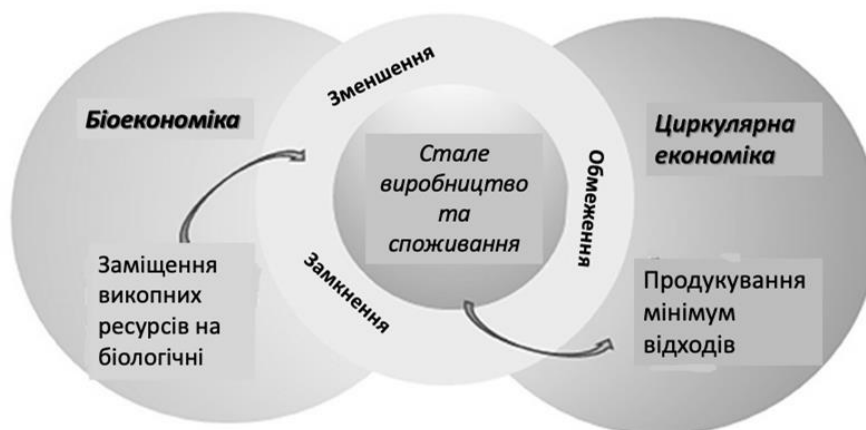 Біоекономіка
Заміщення
викопних
ресурсів на
біологічні
Зменшення
Обмеження
Замкнення
Стале
виробництво
та
споживання
Циркулярна
економіка
Продукування
мінімум
відходів